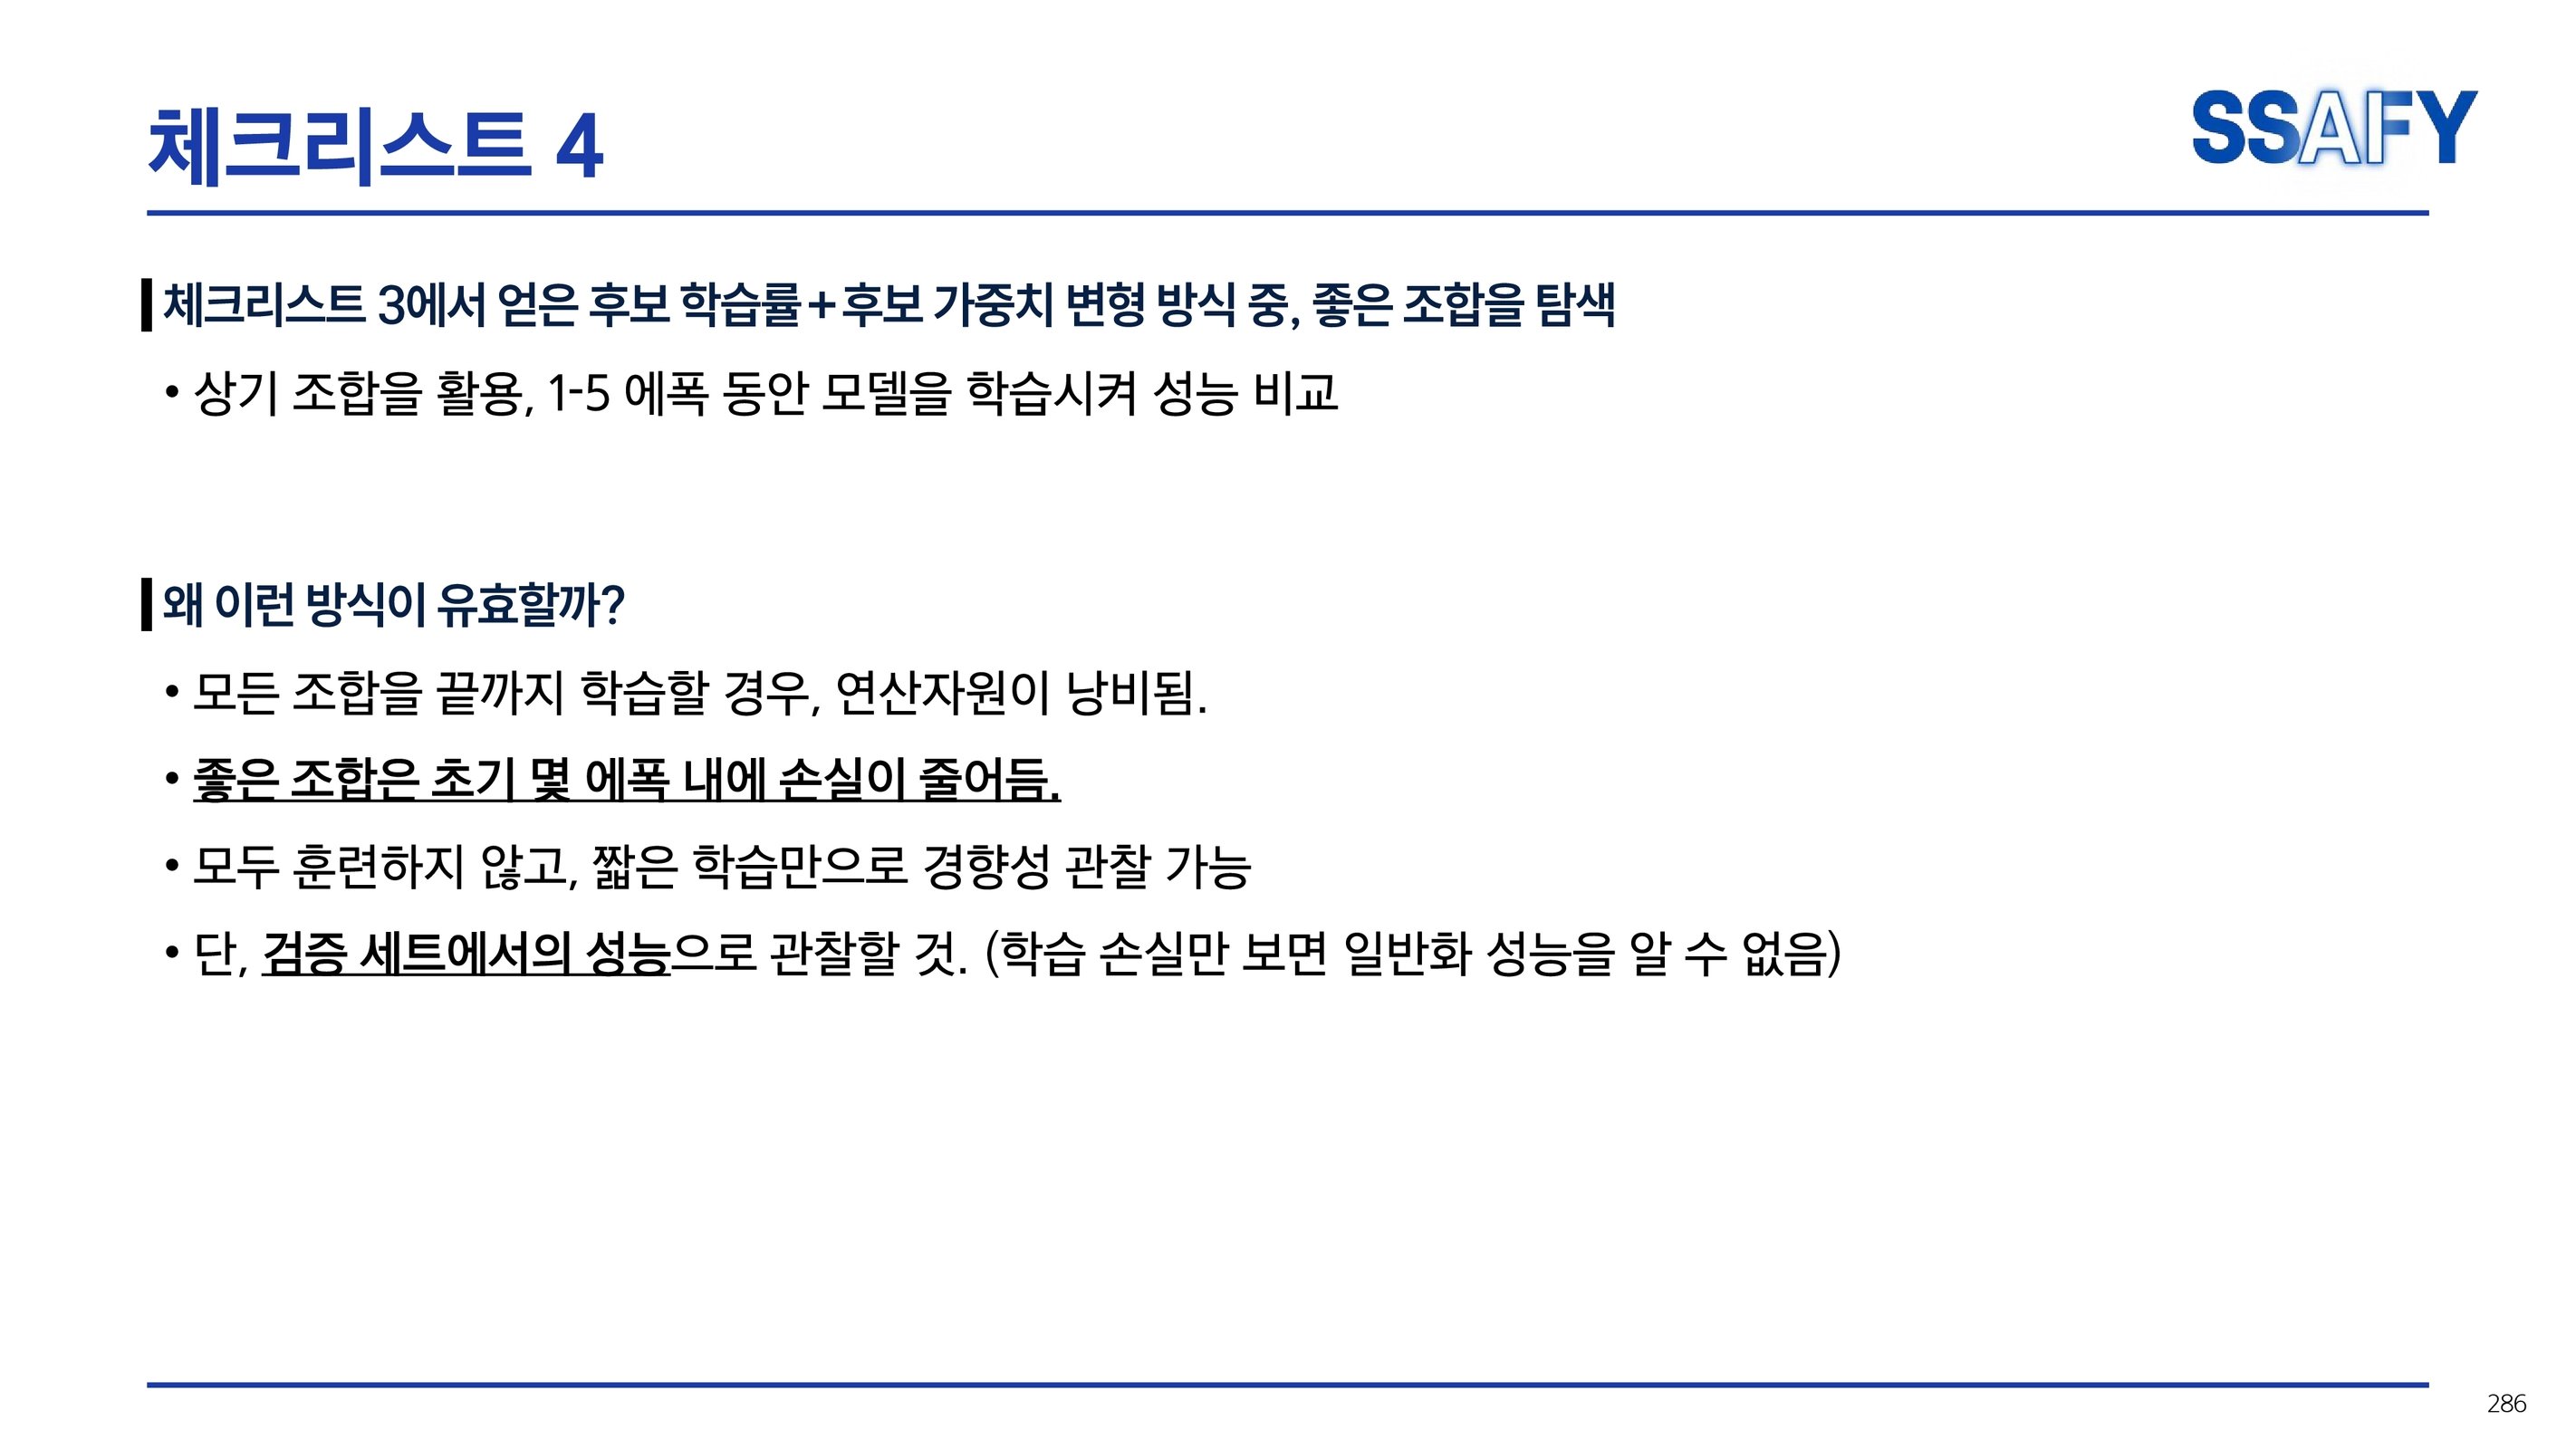 체크리스트 4
SSAFY
체크리스트 3에서 얻은 후보 학습률+후보 가중치 변형 방식 중, 좋은 조합을 탐색
• 상기 조합을 활용, 1-5 에폭 동안 모델을 학습시켜 성능 비교
왜 이런 방식이 유효할까?
• 모든 조합을 끝까지 학습할 경우, 연산자원이 낭비됨.
• 좋은 조합은 초기 몇 에폭 내에 손실이 줄어듬.
• 모두 훈련하지 않고, 짧은 학습만으로 경향성 관찰 가능
• 단, 검증 세트에서의 성능으로 관찰할 것. (학습 손실만 보면 일반화 성능을 알 수 없음)
286